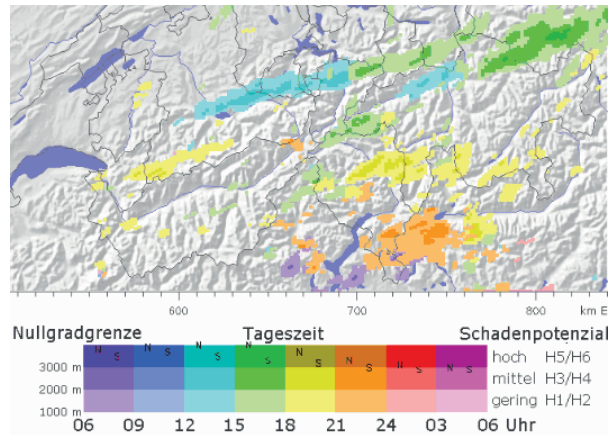 600 700 800 km E
Nullgradgrenze Tageszeit Schadenpotenzial
N S N S N S N S N S N S N S N S hoch H5/H6
3000 m
2000 m mittel H3/H4
1000 m gering H1/H2
06 09 12 15 18 21 24 03 06 Uhr